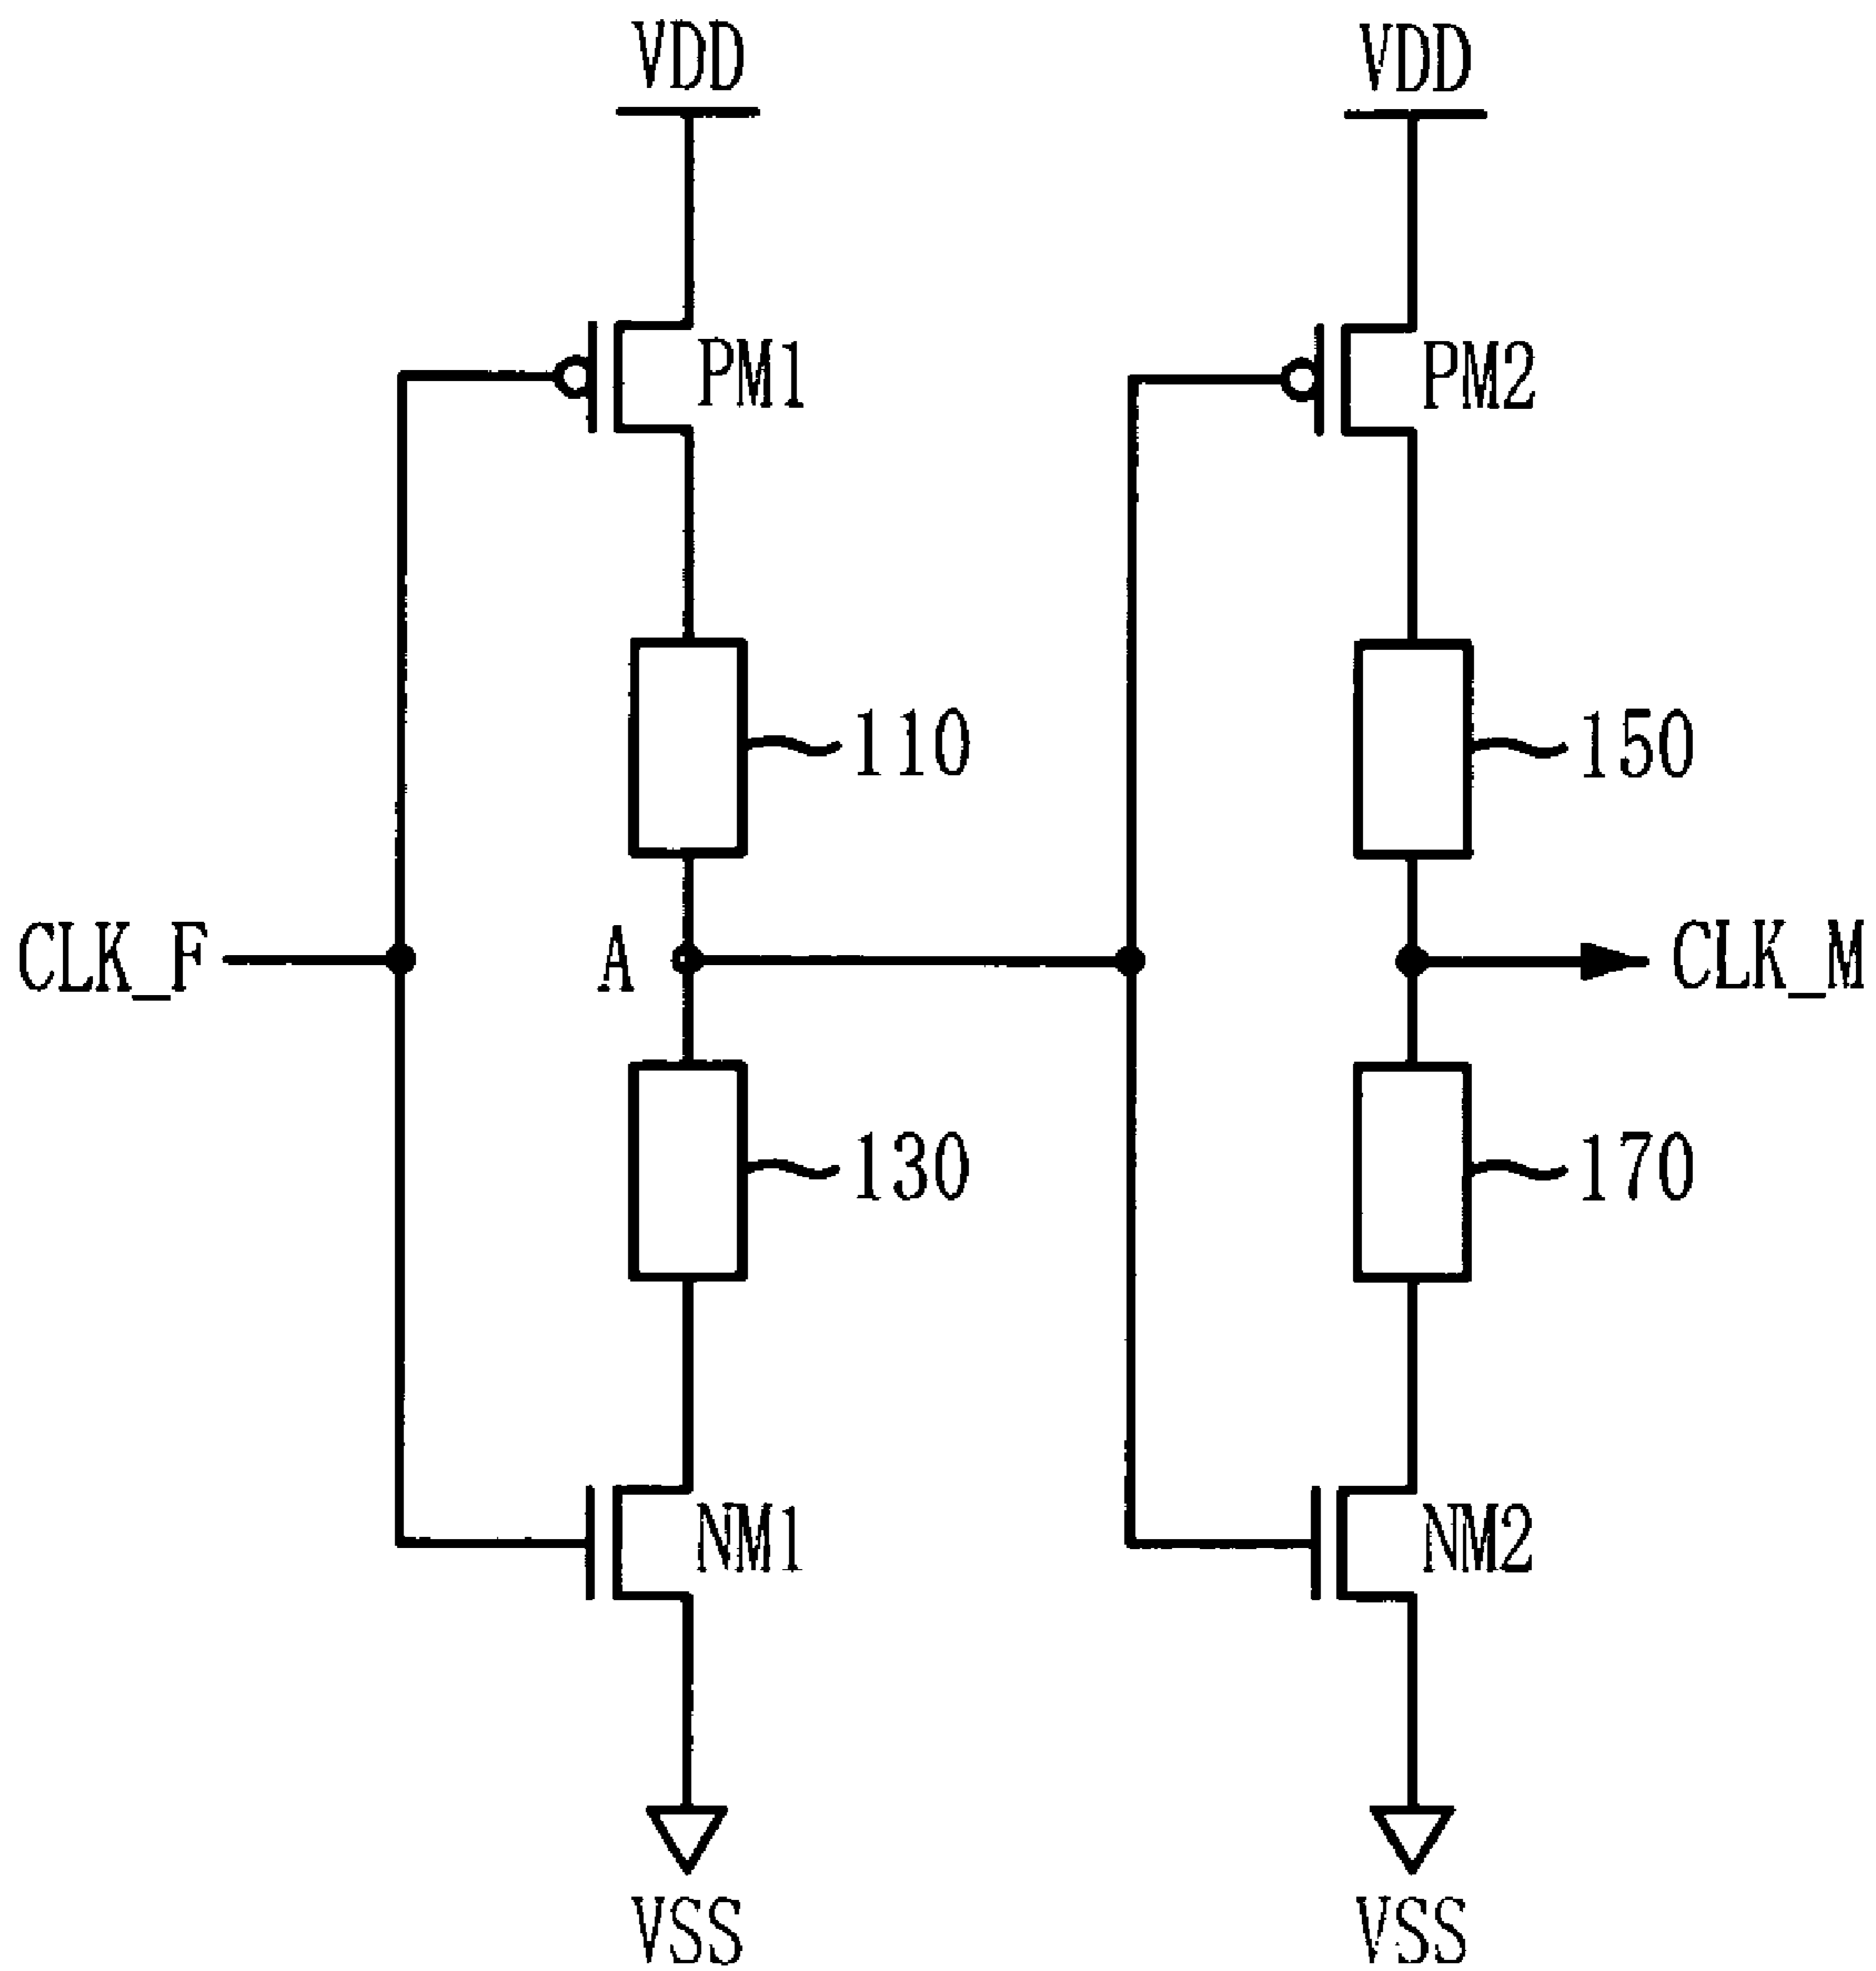 VDD VDD
PM1 PM2
110 150
CLK_F A CLK_M
130 170
NM1 NM2
VSS VSS